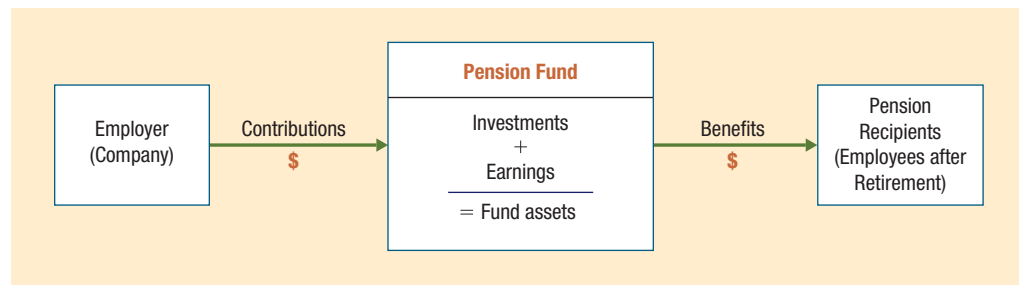 Employer
(Company)
Contributions
$
Pension Fund
Investments
+
Earnings
= Fund assets
Benefits
$
Pension
Recipients
(Employees after
Retirement)